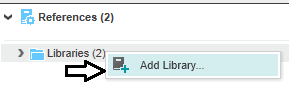 References (2)
Libraries (2)
Add Library...